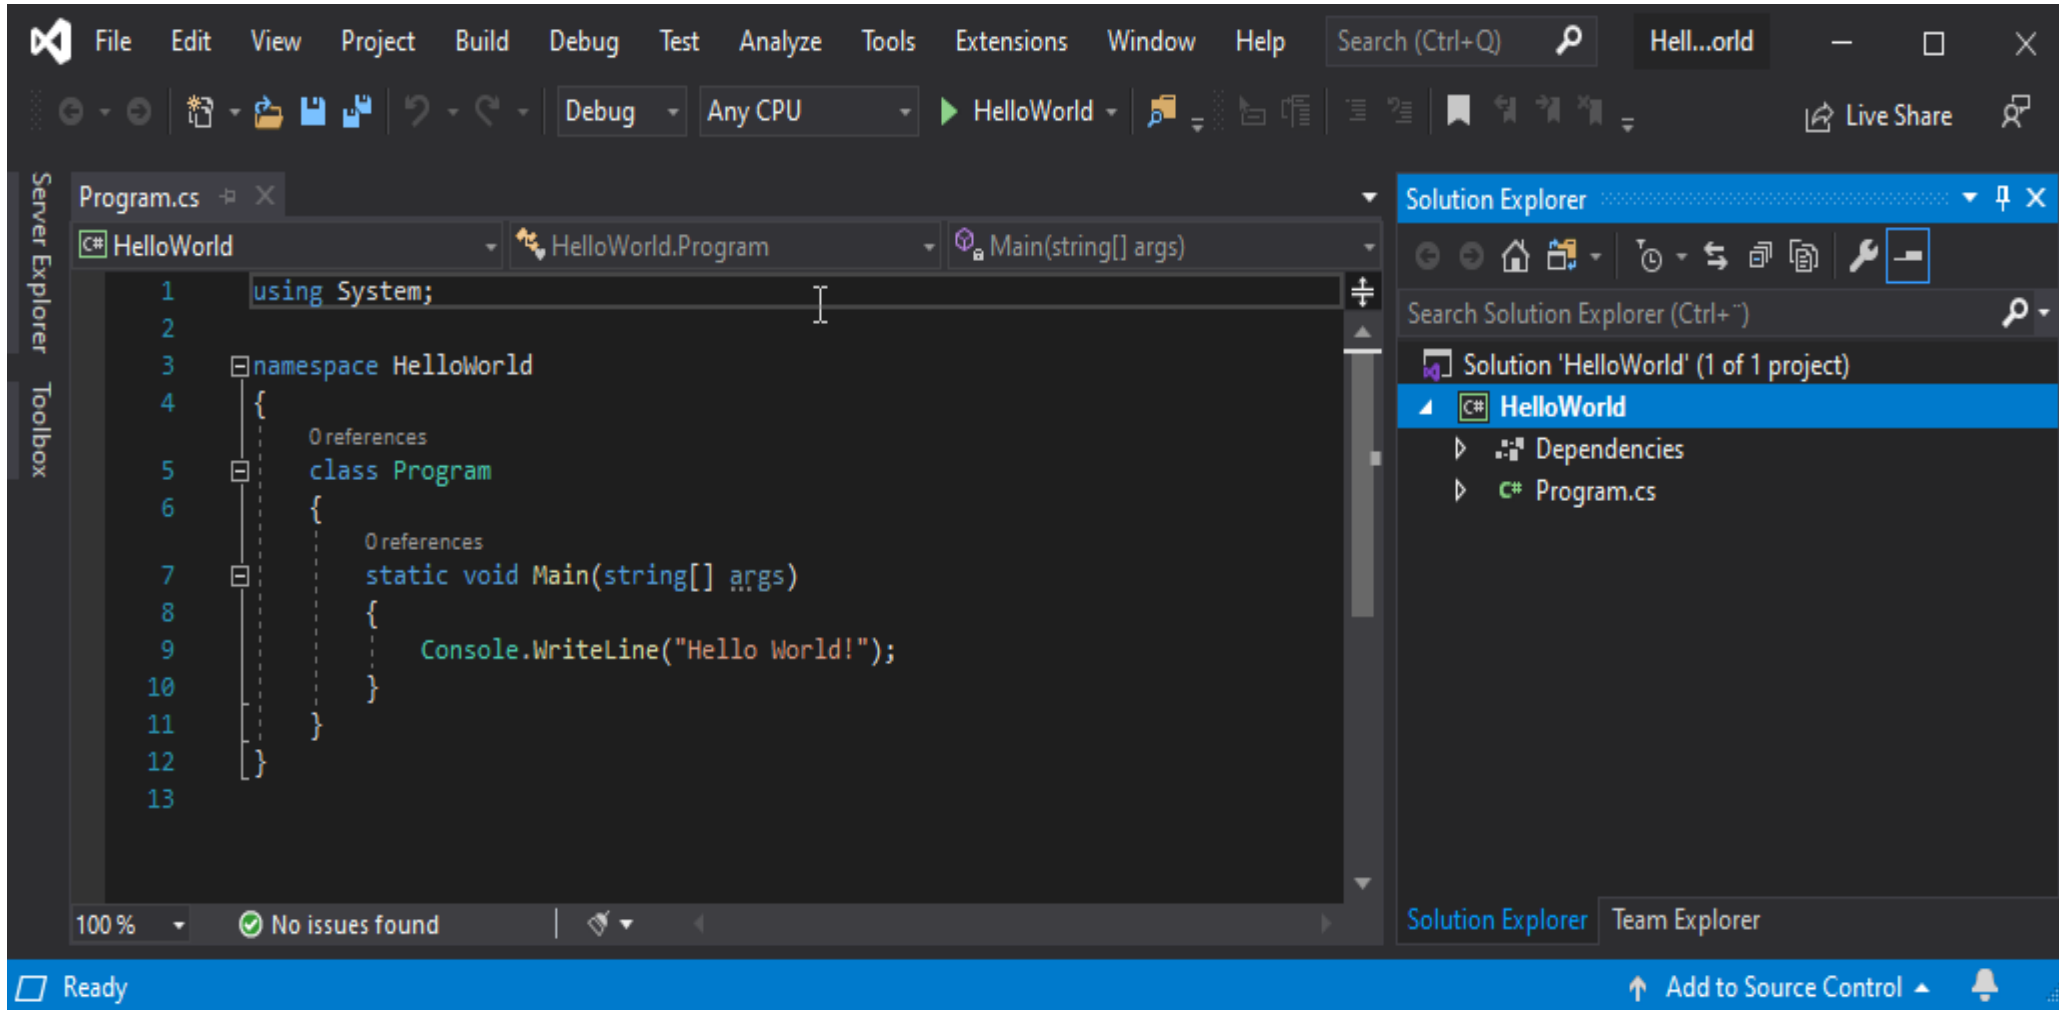 File Edit View Project Build Debug Test Analyze Tools Extensions Window Help Search (Ctrl+Q) Hell...orld
Debug Any CPU HelloWorld Live Share
Server Explorer
Toolbox
Program.cs
HelloWorld HelloWorld.Program Main(string[] args)
1 using System;
2
3 namespace HelloWorld
4 {
0 references
5 class Program
6 {
0 references
7 static void Main(string[] args)
8 {
9 Console.WriteLine("Hello World!");
10 }
11 }
12 }
13
100 % No issues found
Solution Explorer
Search Solution Explorer (Ctrl+¨)
Solution 'HelloWorld' (1 of 1 project)
C# HelloWorld
Dependencies
C# Program.cs
Solution Explorer Team Explorer
Ready Add to Source Control